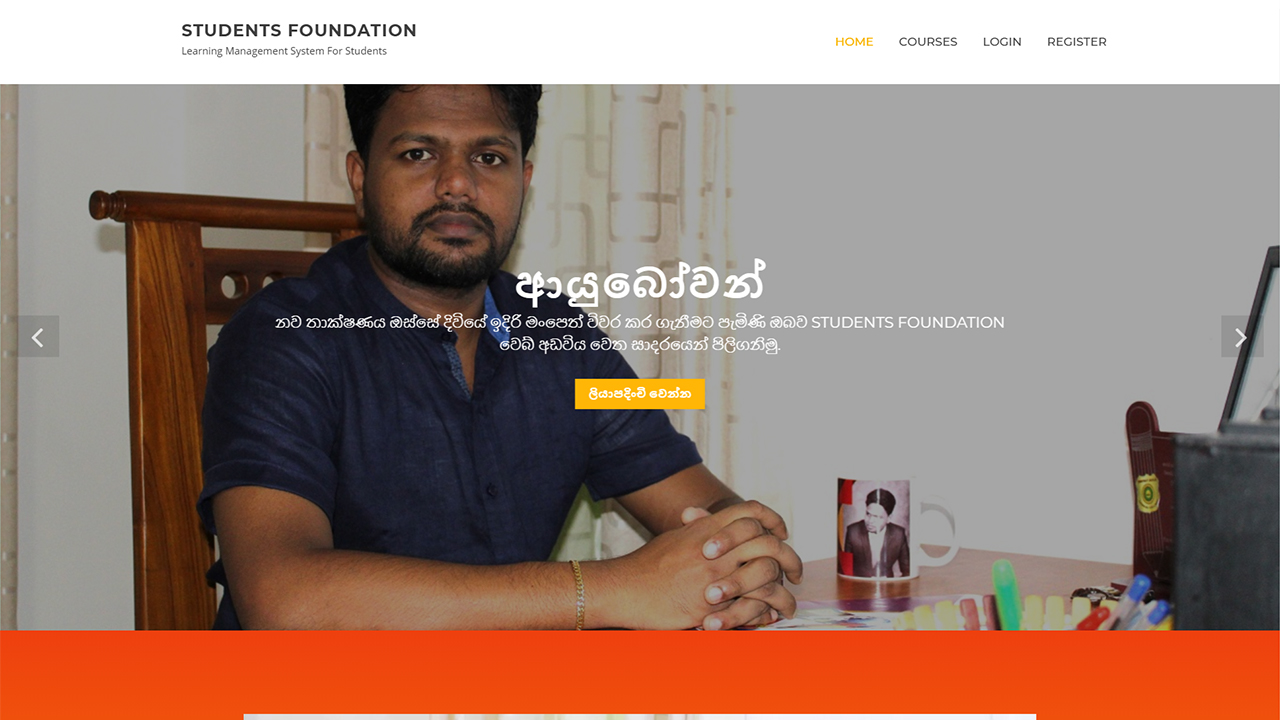 STUDENTS FOUNDATION
Learning Management System For Students
HOME COURSES LOGIN REGISTER
ආයුබෝවන්
නව තාක්ෂණය ඔස්සේ දිවියේ ඉදිරි මංපෙත් විවර කර ගැනීමට පැමිණි ඔබව STUDENTS FOUNDATION
වෙබ් අඩවිය වෙත සාදරයෙන් පිලිගනිමු.
ලියාපදිංචි වෙන්න